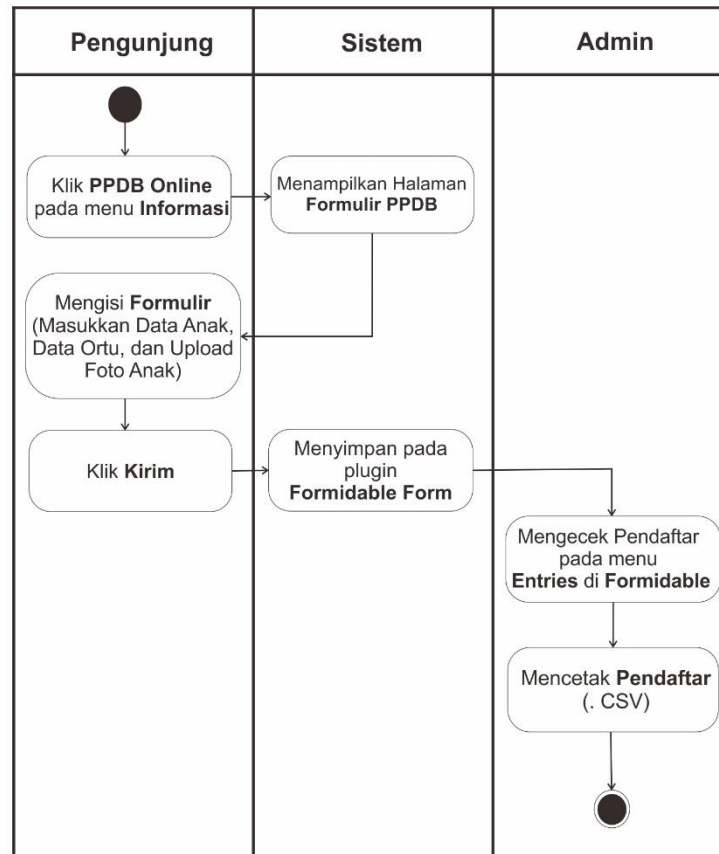 Pengunjung
Sistem
Admin
Klik PPDB Online
pada menu Informasi
Menampilkan Halaman
Formulir PPDB
Mengisi Formulir
(Masukkan Data Anak,
Data Ortu, dan Upload
Foto Anak)
Klik Kirim
Menyimpan pada
plugin
Formidable Form
Mengecek Pendaftar
pada menu
Entries di Formidable
Mencetak Pendaftar
(. CSV)